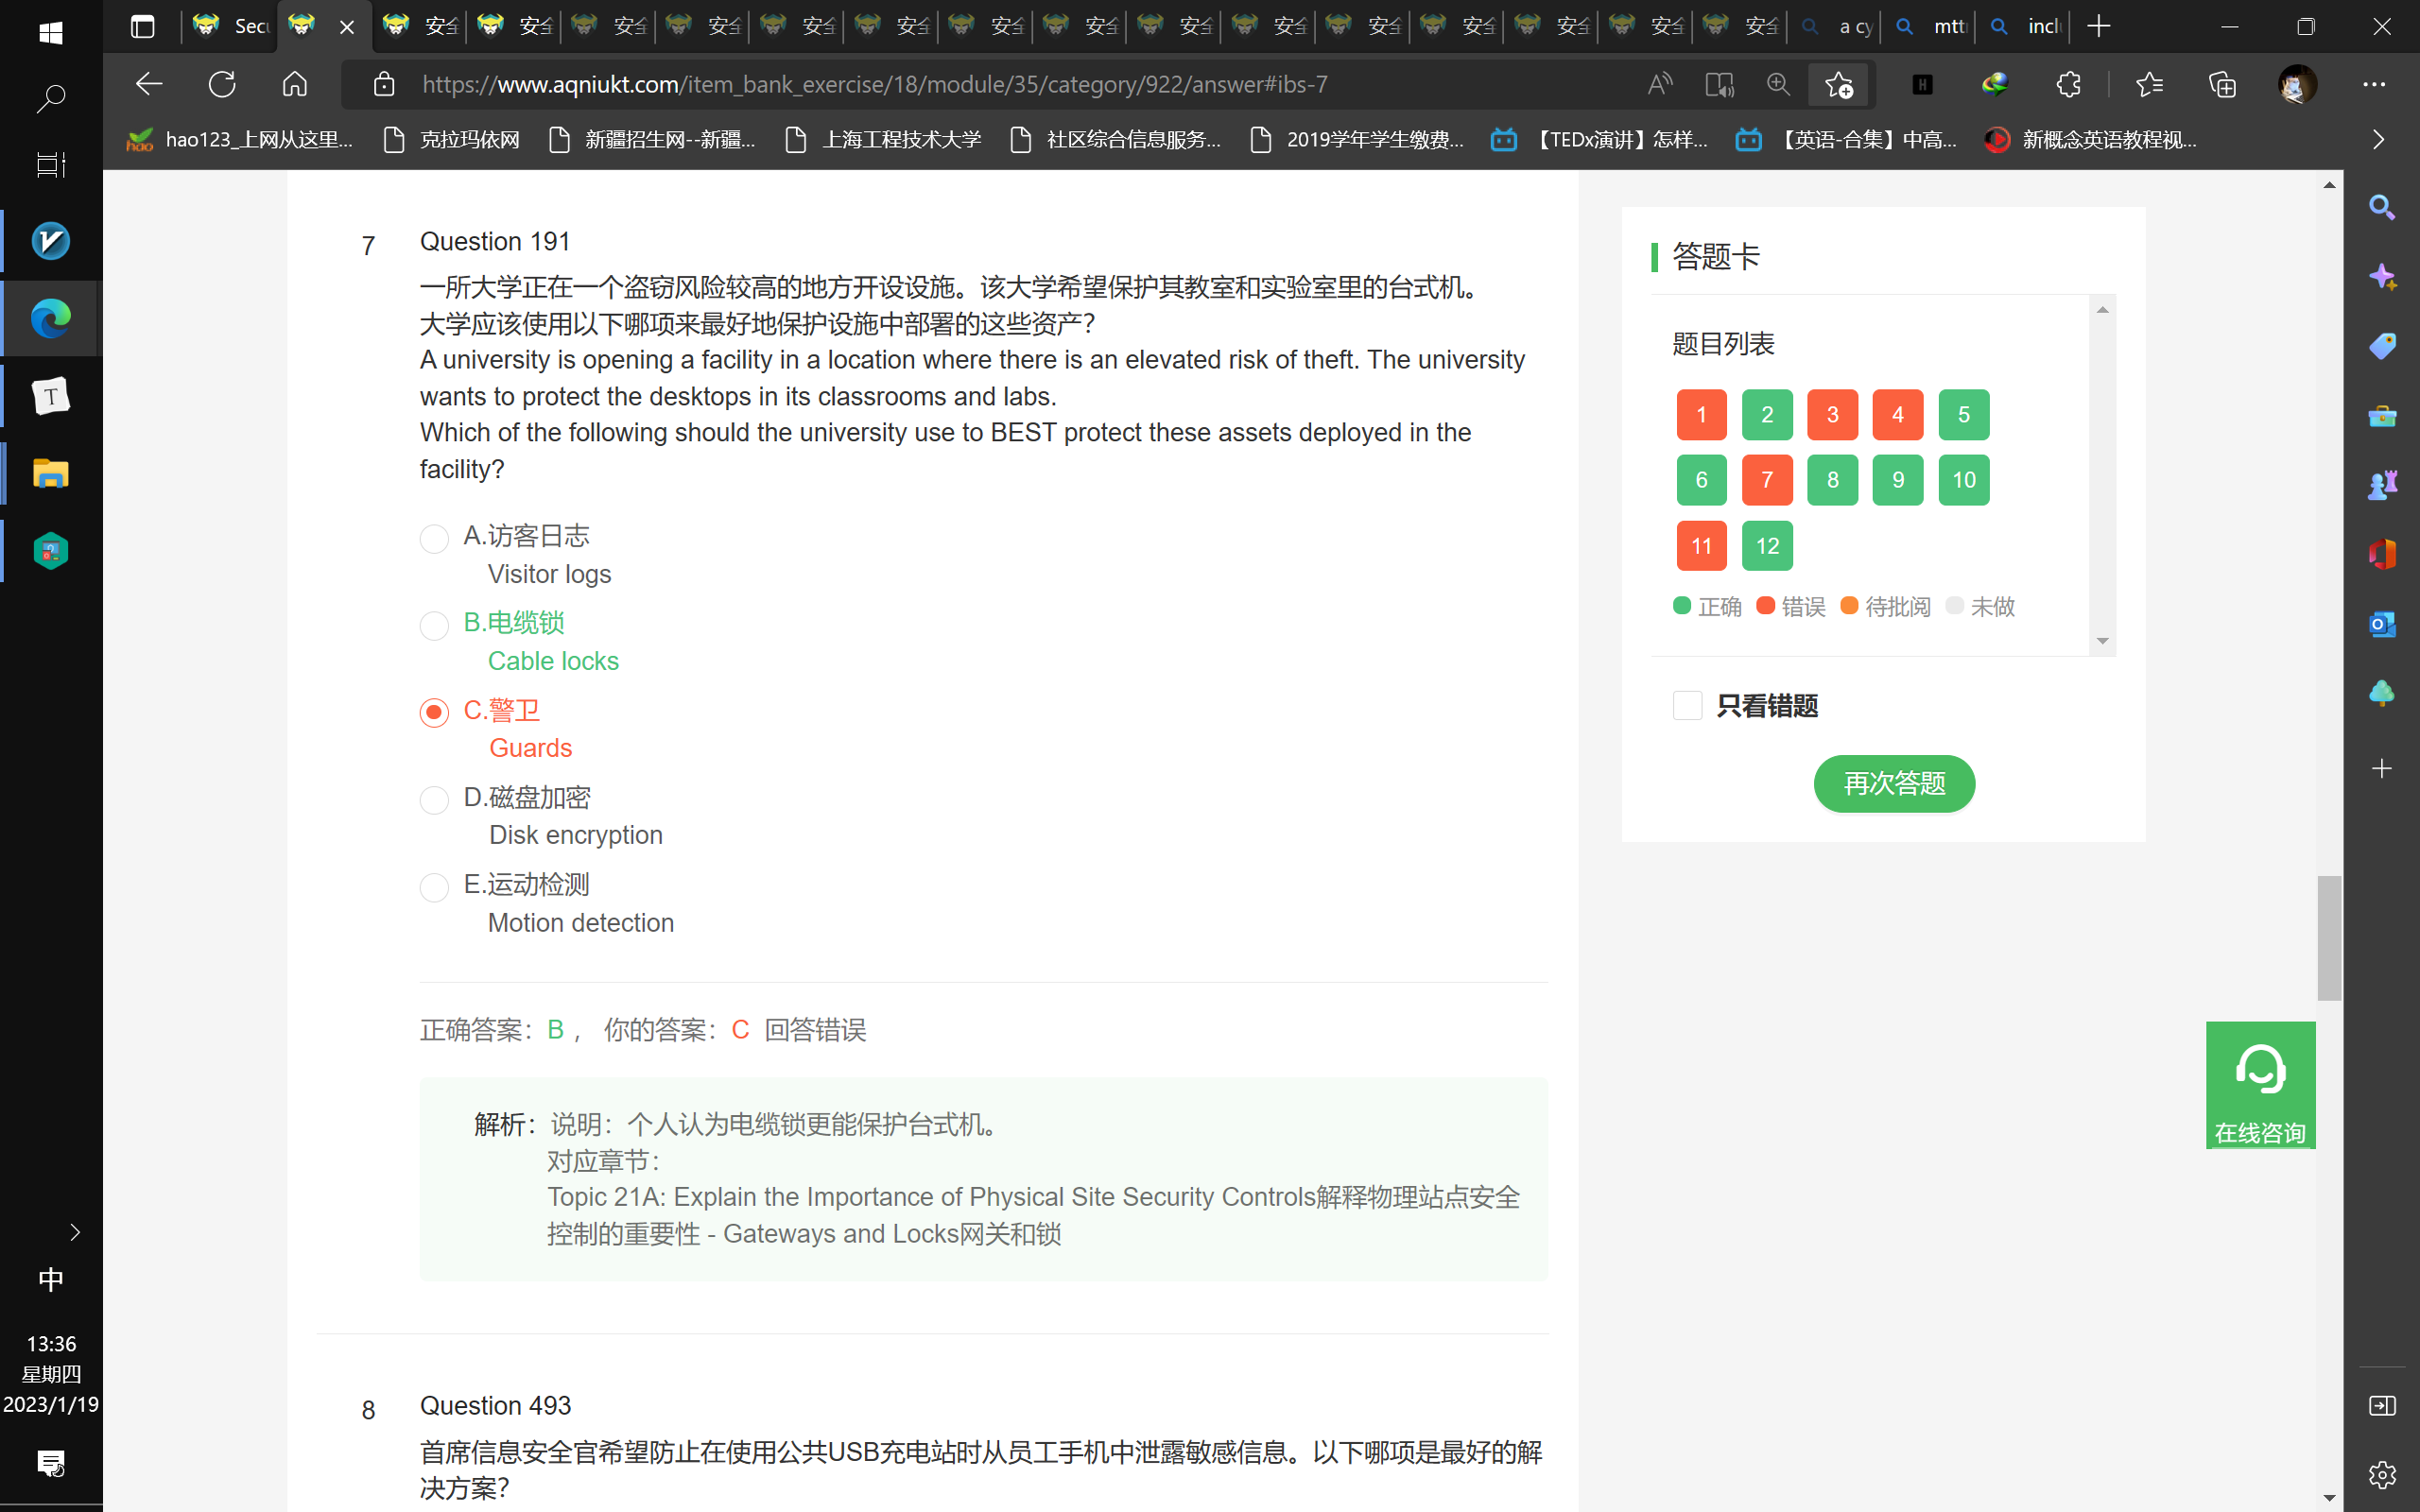 Sec
安全
安全
安全
安全
安全
安全
安全
安全
安全
安全
安全
安全
安全
安全
a cy
mtt
incl
https://www.aqniukt.com/item_bank_exercise/18/module/35/category/922/answer#ibs-7
hao123_上网从这里...
克拉玛依网
新疆招生网--新疆...
上海工程技术大学
社区综合信息服务...
2019学年学生缴费...
【TEDx演讲】怎样...
【英语-合集】中高...
新概念英语教程视...
7
Question 191
一所大学正在一个盗窃风险较高的地方开设设施。该大学希望保护其教室和实验室里的台式机。
大学应该使用以下哪项来最好地保护设施中部署的这些资产？
A university is opening a facility in a location where there is an elevated risk of theft. The university
wants to protect the desktops in its classrooms and labs.
Which of the following should the university use to BEST protect these assets deployed in the
facility?
A.访客日志
Visitor logs
B.电缆锁
Cable locks
C.警卫
Guards
D.磁盘加密
Disk encryption
E.运动检测
Motion detection
正确答案：B， 你的答案：C 回答错误
解析：说明：个人认为电缆锁更能保护台式机。
对应章节：
Topic 21A: Explain the Importance of Physical Site Security Controls解释物理站点安全
控制的重要性 - Gateways and Locks网关和锁
8
Question 493
首席信息安全官希望防止在使用公共USB充电站时从员工手机中泄露敏感信息。以下哪项是最好的解
决方案？
答题卡
题目列表
1 2 3 4 5
6 7 8 9 10
11 12
正确 错误 待批阅 未做
只看错题
再次答题
在线咨询
中
13:36
星期四
2023/1/19